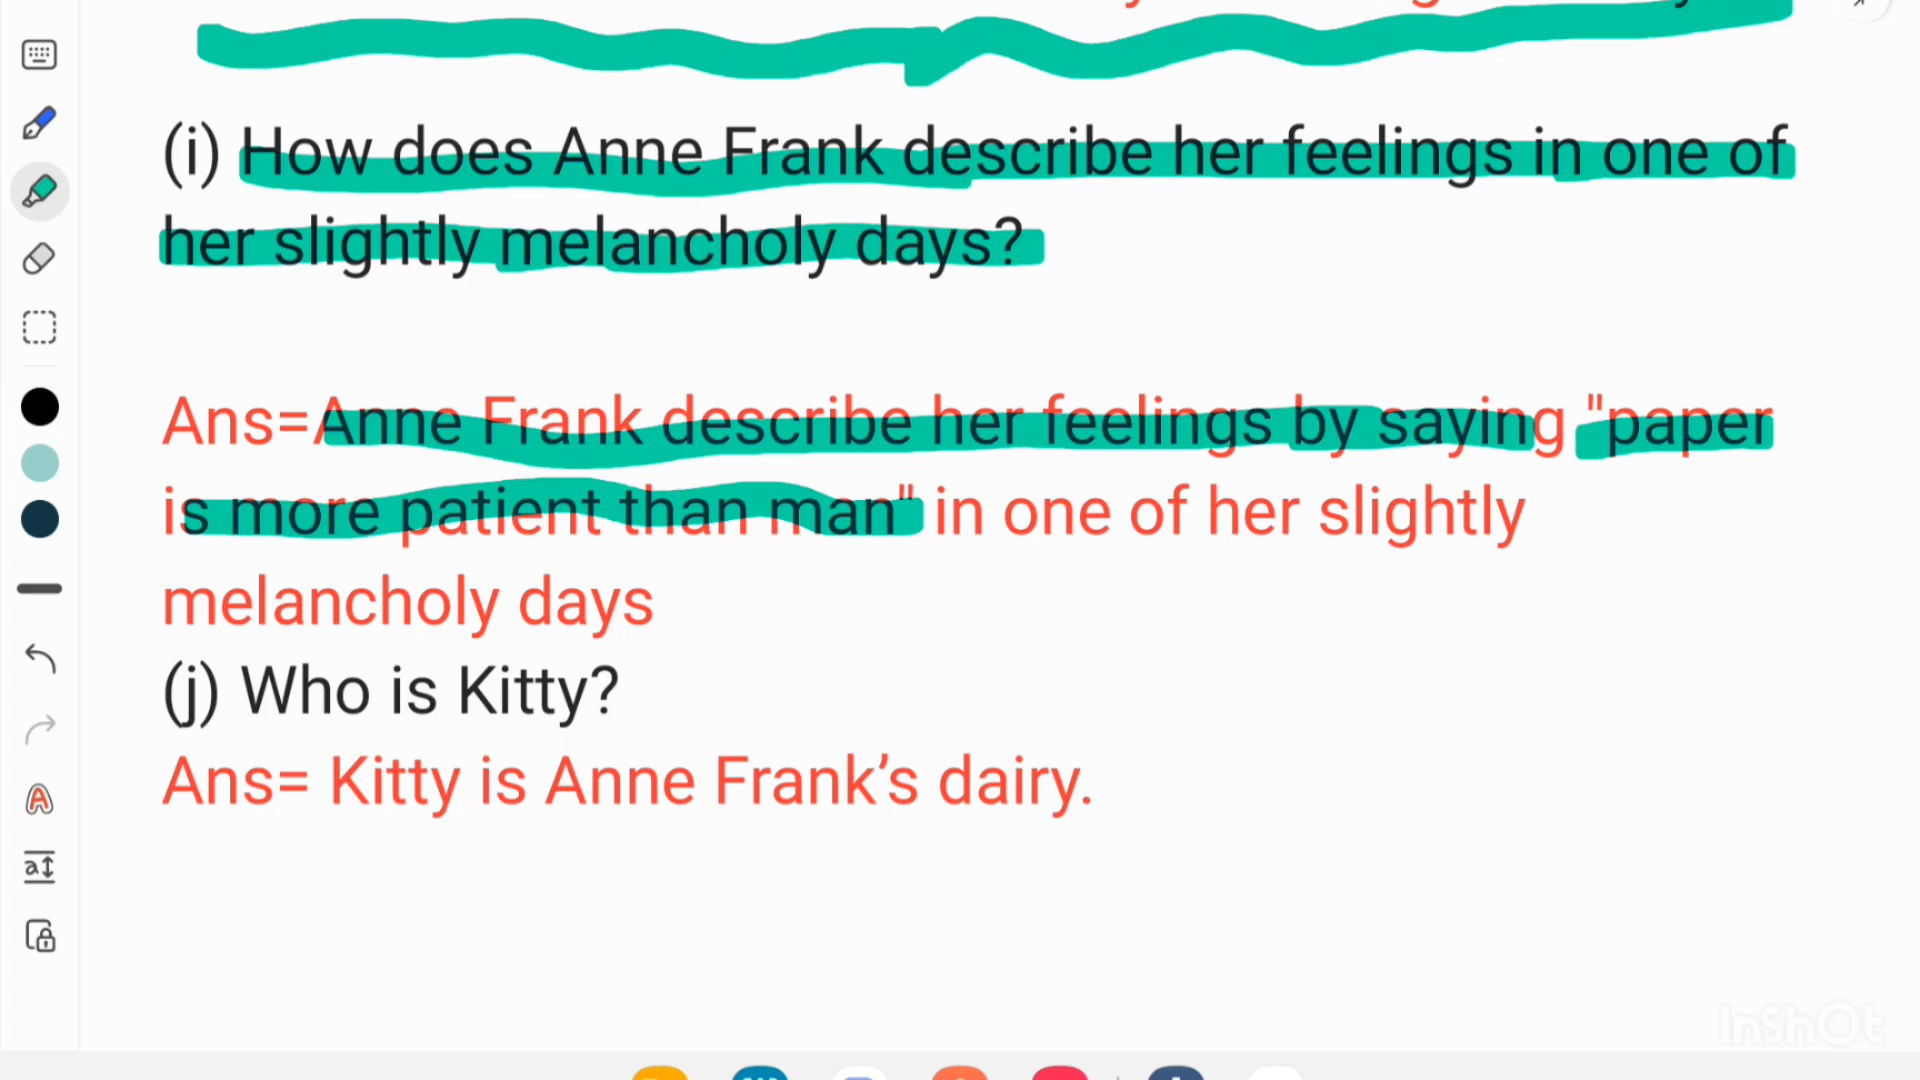 (i) How does Anne Frank describe her feelings in one of
her slightly melancholy days?
Ans=Anne Frank describe her feelings by saying "paper
is more patient than man" in one of her slightly
melancholy days
(j) Who is Kitty?
Ans= Kitty is Anne Frank’s dairy.
InShOt